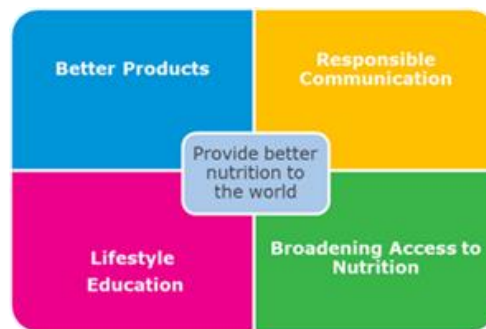 Better Products
Responsible
Communication
Provide better
nutrition to
the world
Lifestyle
Education
Broadening Access to
Nutrition